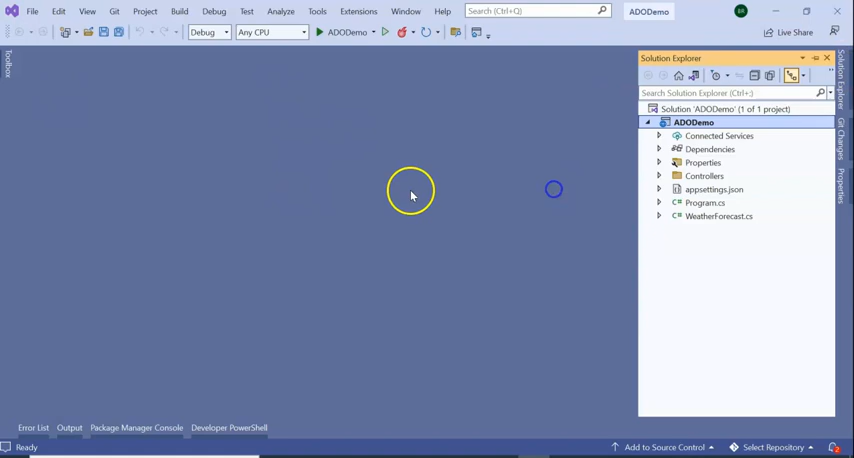 File Edit View Git Project Build Debug Test Analyze Tools Extensions Window Help Search (Ctrl+Q) ADODemo BR
Debug Any CPU ADODemo Live Share
Toolbox
Solution Explorer
Search Solution Explorer (Ctrl+;)
Solution 'ADODemo' (1 of 1 project)
ADODemo
Connected Services
Dependencies
Properties
Controllers
appsettings.json
C# Program.cs
C# WeatherForecast.cs
Solution Explorer
Git Changes
Properties
Error List Output Package Manager Console Developer PowerShell
Ready Add to Source Control Select Repository 2